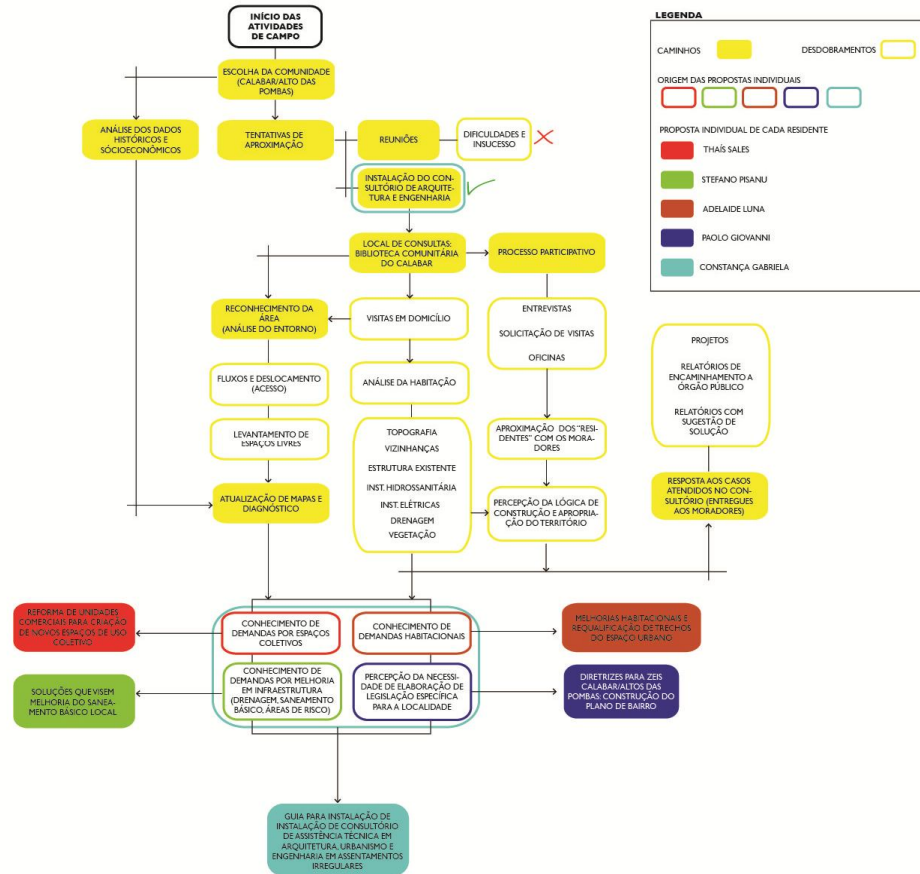 INÍCIO DAS
ATIVIDADES
DE CAMPO
ESCOLHA DA COMUNIDADE
(CALABAR/ALTO DAS
POMBAS)
ANÁLISE DOS DADOS
HISTÓRICOS E
SÓCIOECONÔMICOS
TENTATIVAS DE
APROXIMAÇÃO
REUNIÕES
DIFICULDADES E
INSUCESSO
INSTALAÇÃO DO CON-
SULTÓRIO DE ARQUITE-
TURA E ENGENHARIA
LOCAL DE CONSULTAS:
BIBLIOTECA COMUNITÁRIA
DO CALABAR
PROCESSO PARTICIPATIVO
RECONHECIMENTO DA
ÁREA
(ANÁLISE DO ENTORNO)
VISITAS EM DOMICÍLIO
ENTREVISTAS
SOLICITAÇÃO DE VISITAS
OFICINAS
FLUXOS E DESLOCAMENTO
(ACESSO)
ANÁLISE DA HABITAÇÃO
LEVANTAMENTO DE
ESPAÇOS LIVRES
TOPOGRAFIA
VIZINHANÇAS
ESTRUTURA EXISTENTE
INST. HIDROSSANITÁRIA
INST. ELÉTRICAS
DRENAGEM
VEGETAÇÃO
APROXIMAÇÃO DOS "RESI-
DENTES" COM OS MORA-
DORES
ATUALIZAÇÃO DE MAPAS E
DIAGNÓSTICO
PERCEPÇÃO DA LÓGICA DE
CONSTRUÇÃO E APROPRIA-
ÇÃO DO TERRITÓRIO
PROJETOS
RELATÓRIOS DE
ENCAMINHAMENTO A
ÓRGÃO PÚBLICO
RELATÓRIOS COM
SUGESTÃO DE
SOLUÇÃO
RESPOSTA AOS CASOS
ATENDIDOS NO CON-
SULTÓRIO (ENTREGUES
AOS MORADORES)
REFORMA DE UNIDADES
COMERCIAIS PARA CRIAÇÃO
DE NOVOS ESPAÇOS DE USO
COLETIVO
CONHECIMENTO DE
DEMANDAS POR ESPAÇOS
COLETIVOS
CONHECIMENTO DE
DEMANDAS HABITACIONAIS
MELHORIAS HABITACIONAIS E
REQUALIFICAÇÃO DE TRECHOS
DO ESPAÇO URBANO
SOLUÇÕES QUE VISEM
MELHORIA DO SANEA-
MENTO BÁSICO LOCAL
CONHECIMENTO DE
DEMANDAS POR MELHORIA
EM INFRAESTRUTURA
(DRENAGEM, SANEAMENTO
BÁSICO, ÁREAS DE RISCO)
PERCEPÇÃO DA NECESSIDA-
DE DE ELABORAÇÃO DE
LEGISLAÇÃO ESPECÍFICA
PARA A LOCALIDADE
DIRETRIZES PARA ZEIS
CALABAR/ALTOS DAS
POMBAS: CONSTRUÇÃO DO
PLANO DE BAIRRO
GUIA PARA INSTALAÇÃO DE
INSTALAÇÃO DE CONSULTÓRIO
DE ASSISTÊNCIA TÉCNICA EM
ARQUITETURA, URBANISMO E
ENGENHARIA EM ASSENTAMENTOS
IRREGULARES
LEGENDA
CAMINHOS
DESDOBRAMENTOS
ORIGEM DAS PROPOSTAS INDIVIDUAIS
PROPOSTA INDIVIDUAL DE CADA RESIDENTE
THAÍS SALES
STEFANO PISANU
ADELAIDE LUNA
PAOLO GIOVANNI
CONSTANÇA GABRIELA